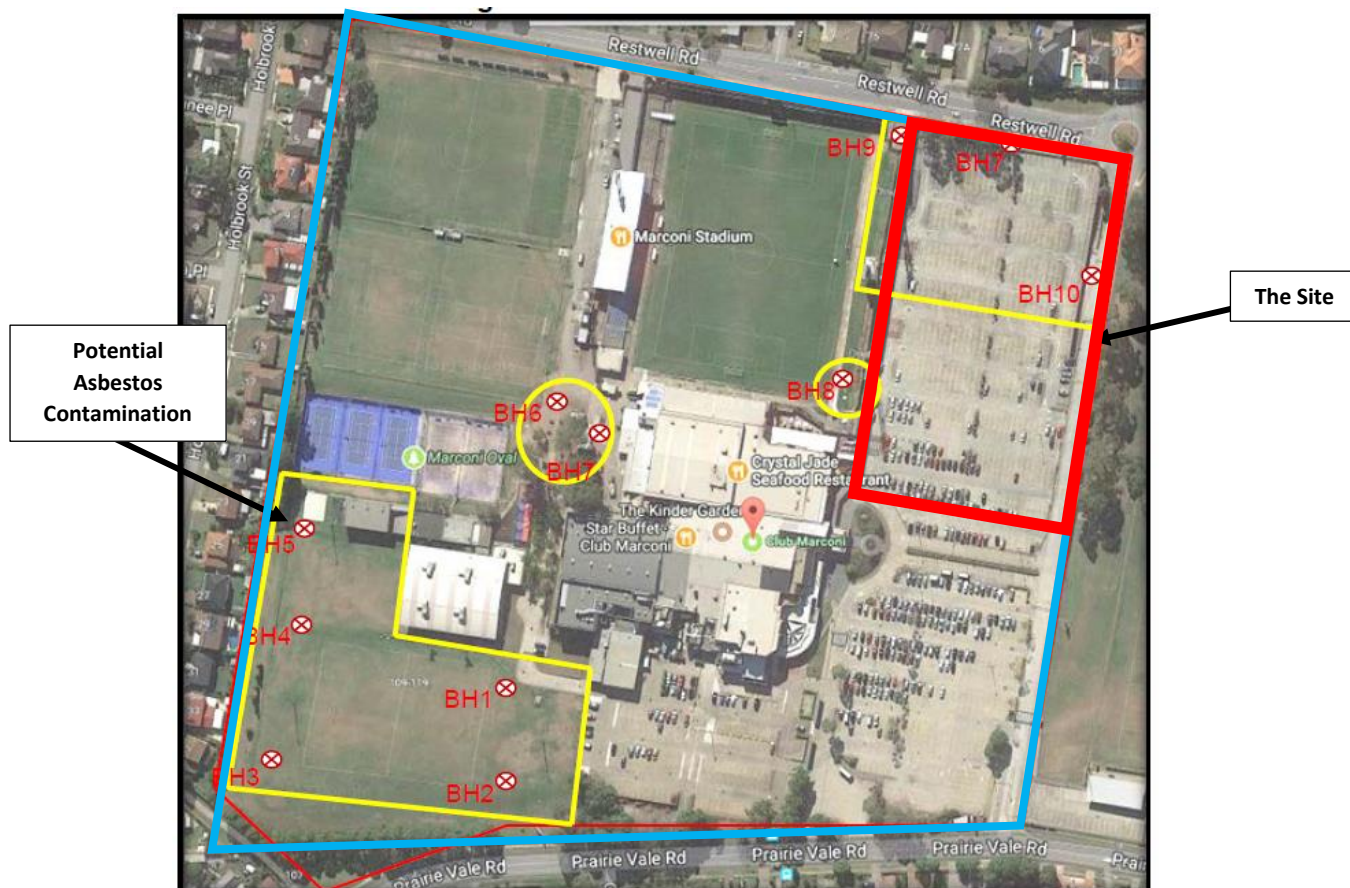 Restwell Rd
Restwell Rd
Restwell Rd
Holbrook
Holbrook St
BH9
BH7
BH10
Marconi Stadium
The Site
Potential
Asbestos
Contamination
BH8
BH6
BH7
Marconi Oval
Crystal Jade
Seafood Restaurant
The Kinder Garden
Star Buffet -
Club Marconi
Club Marconi
BH5
BH4
109-119
BH1
BH3
BH2
Prairie Vale Rd
Prairie Vale Rd
Prairie Vale Rd
Prairie Vale Rd